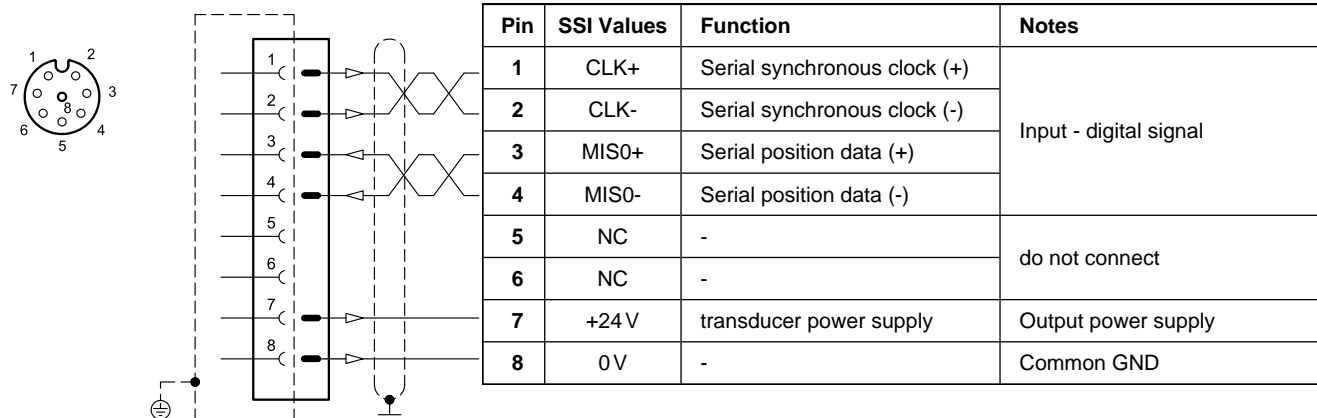 1 2
7 8 3
6 4
5
1
2
3
4
5
6
7
8
Pin SSI Values Function Notes
1 CLK+ Serial synchronous clock (+)
2 CLK- Serial synchronous clock (-)
Input - digital signal
3 MIS0+ Serial position data (+)
4 MIS0- Serial position data (-)
5 NC -
do not connect
6 NC -
7 +24 V transducer power supply Output power supply
8 0 V - Common GND